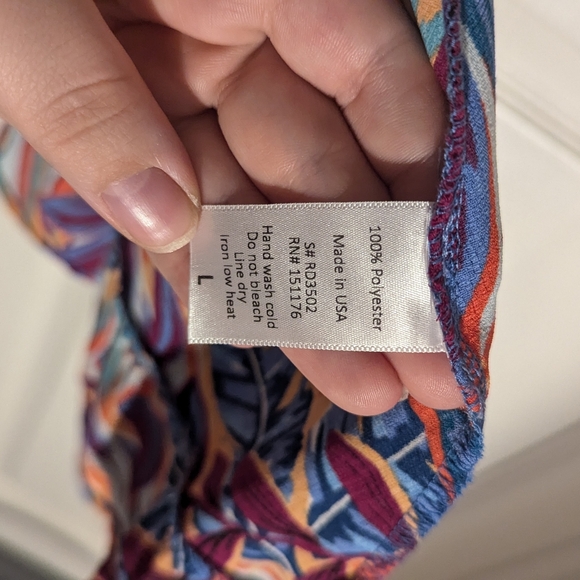 100% Polyester
Made in USA
S# RD3502
RN# 151176
Hand wash cold
Do not bleach
Line dry
Iron low heat
L